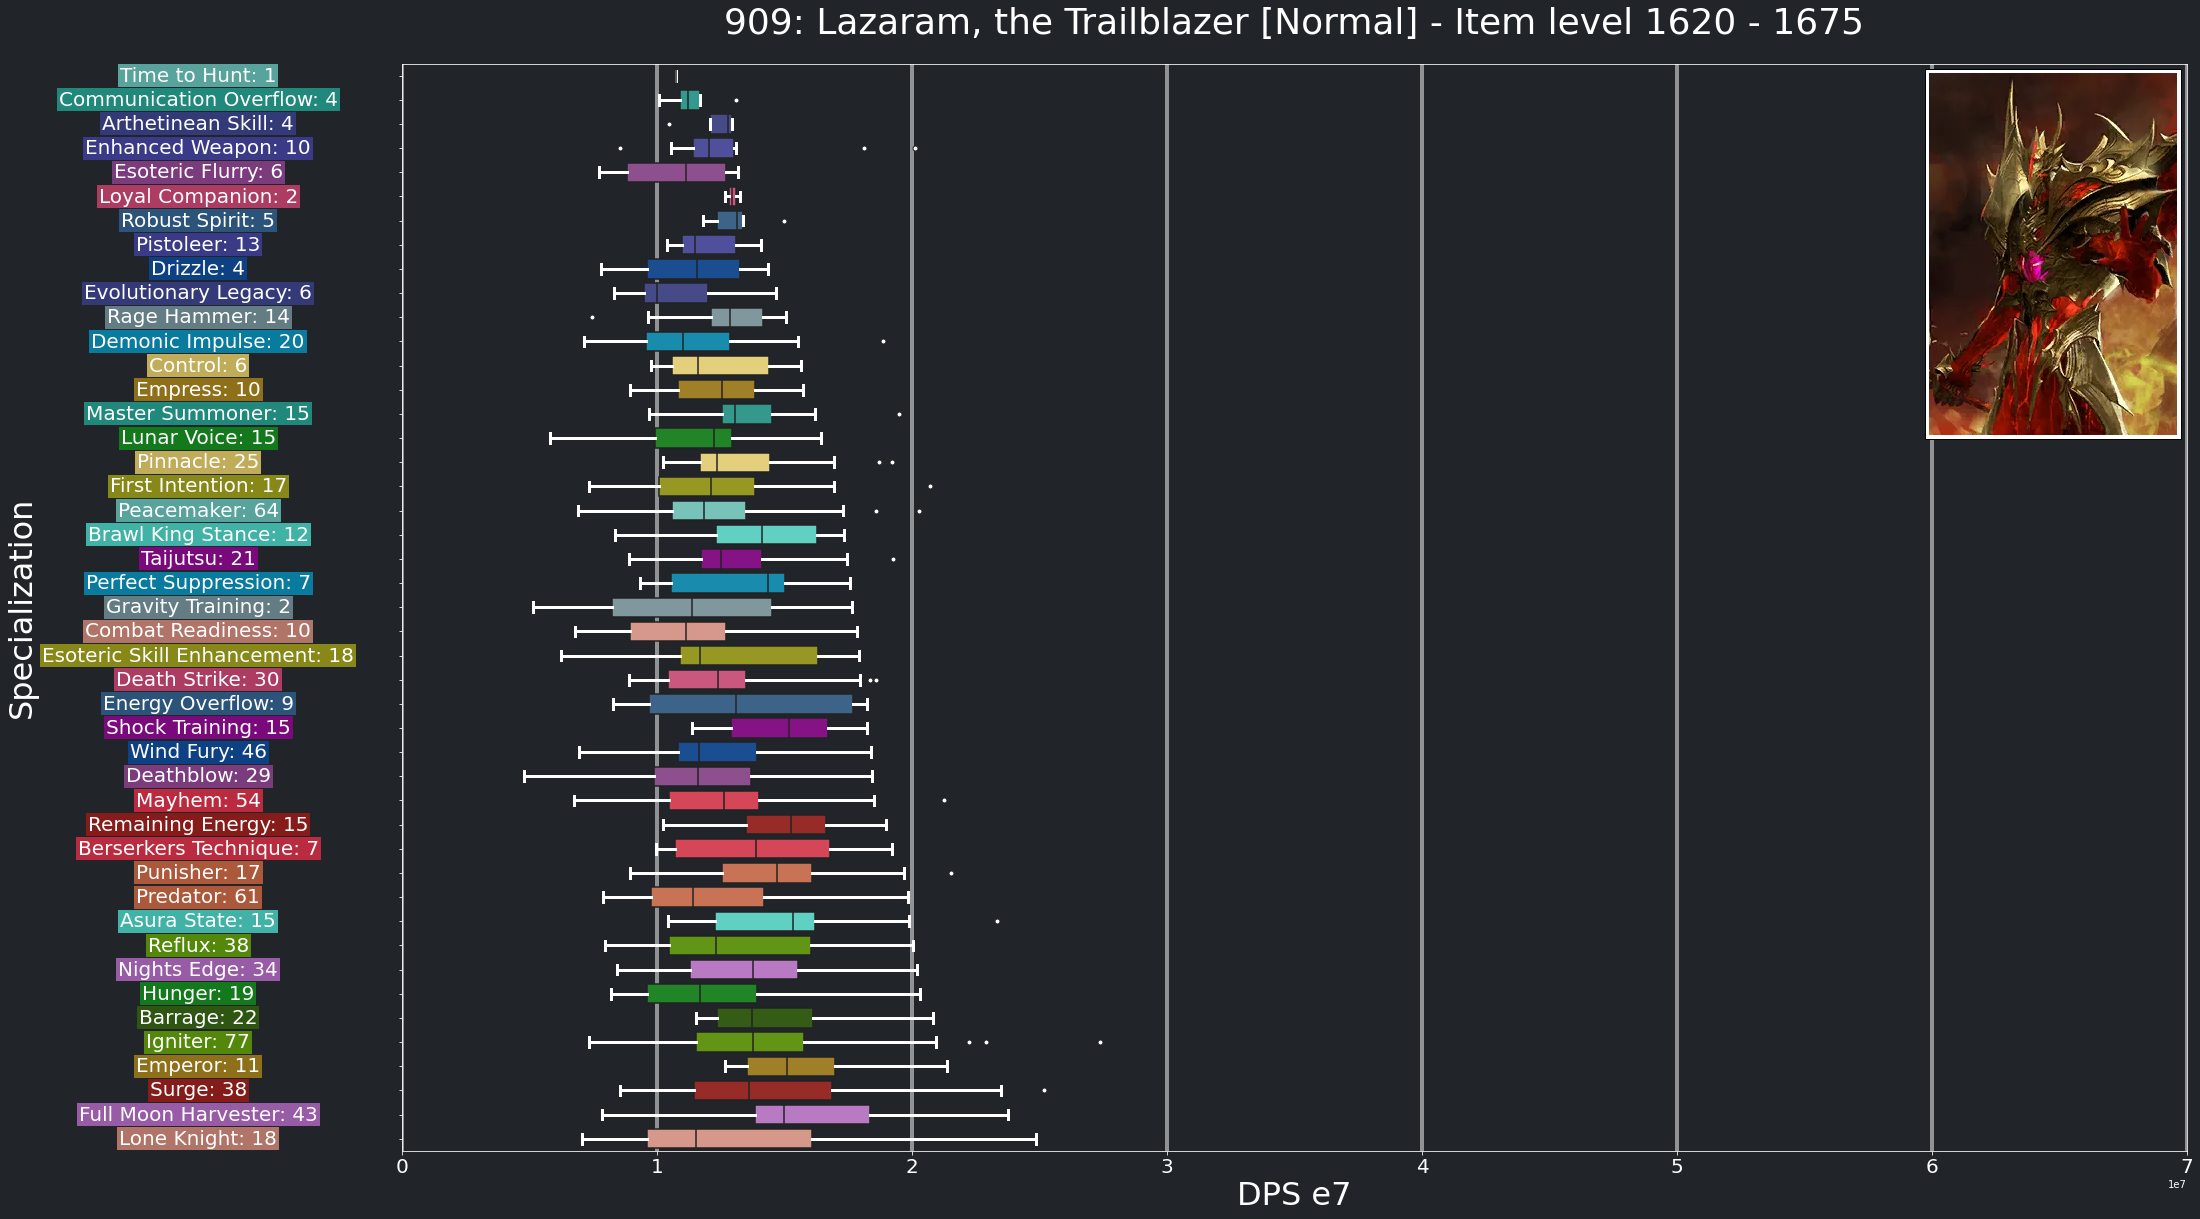 909: Lazaram, the Trailblazer [Normal] - Item level 1620 - 1675
Specialization
Time to Hunt: 1
Communication Overflow: 4
Arthetinean Skill: 4
Enhanced Weapon: 10
Esoteric Flurry: 6
Loyal Companion: 2
Robust Spirit: 5
Pistoleer: 13
Drizzle: 4
Evolutionary Legacy: 6
Rage Hammer: 14
Demonic Impulse: 20
Control: 6
Empress: 10
Master Summoner: 15
Lunar Voice: 15
Pinnacle: 25
First Intention: 17
Peacemaker: 64
Brawl King Stance: 12
Taijutsu: 21
Perfect Suppression: 7
Gravity Training: 2
Combat Readiness: 10
Esoteric Skill Enhancement: 18
Death Strike: 30
Energy Overflow: 9
Shock Training: 15
Wind Fury: 46
Deathblow: 29
Mayhem: 54
Remaining Energy: 15
Berserkers Technique: 7
Punisher: 17
Predator: 61
Asura State: 15
Reflux: 38
Nights Edge: 34
Hunger: 19
Barrage: 22
Igniter: 77
Emperor: 11
Surge: 38
Full Moon Harvester: 43
Lone Knight: 18
0 1 2 3 4 5 6 7
1e7
DPS e7